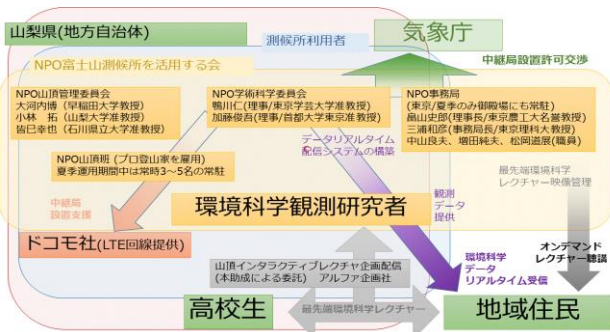 山梨県(地方自治体)
測候所利用者
気象庁
中継局設置許可交渉
NPO富士山測候所を活用する会
NPO山頂管理委員会
大河内博（早稲田大学教授）
小林　拓（山梨大学准教授）
皆巳幸也（石川県立大学准教授）
NPO学術科学委員会
鴨川仁(理事/東京学芸大学准教授)
加藤俊吾(理事/首都大学東京准教授)
NPO事務局
(東京/夏季のみ御殿場にも常駐)
畠山史郎(理事長/東京農工大名誉教授)
三浦和彦(事務局長/東京理科大教授)
中山良夫、増田純夫、松岡道展(職員)
NPO山頂班（プロ登山家を雇用）
夏季運用期間中は常時3～5名の常駐
データリアルタイム
配信システムの構築
最先端環境科学
レクチャー映像管理
中継局
設置支援
環境科学観測研究者
観測
データ
提供
ドコモ社(LTE回線提供)
オンデマンド
レクチャー聴講
環境科学
データ
リアルタイム受信
山頂インタラクティブレクチャ企画配信
(本助成による委託)　アルファ企画社
高校生
最先端環境科学レクチャー
地域住民